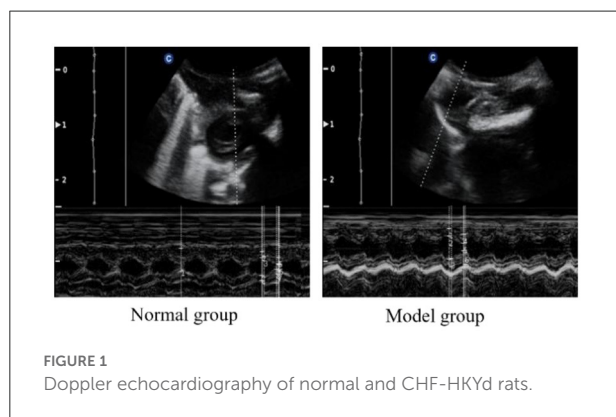 C
C
0
0
1
1
2
2
Normal group
Model group
FIGURE 1
Doppler echocardiography of normal and CHF-HKYd rats.